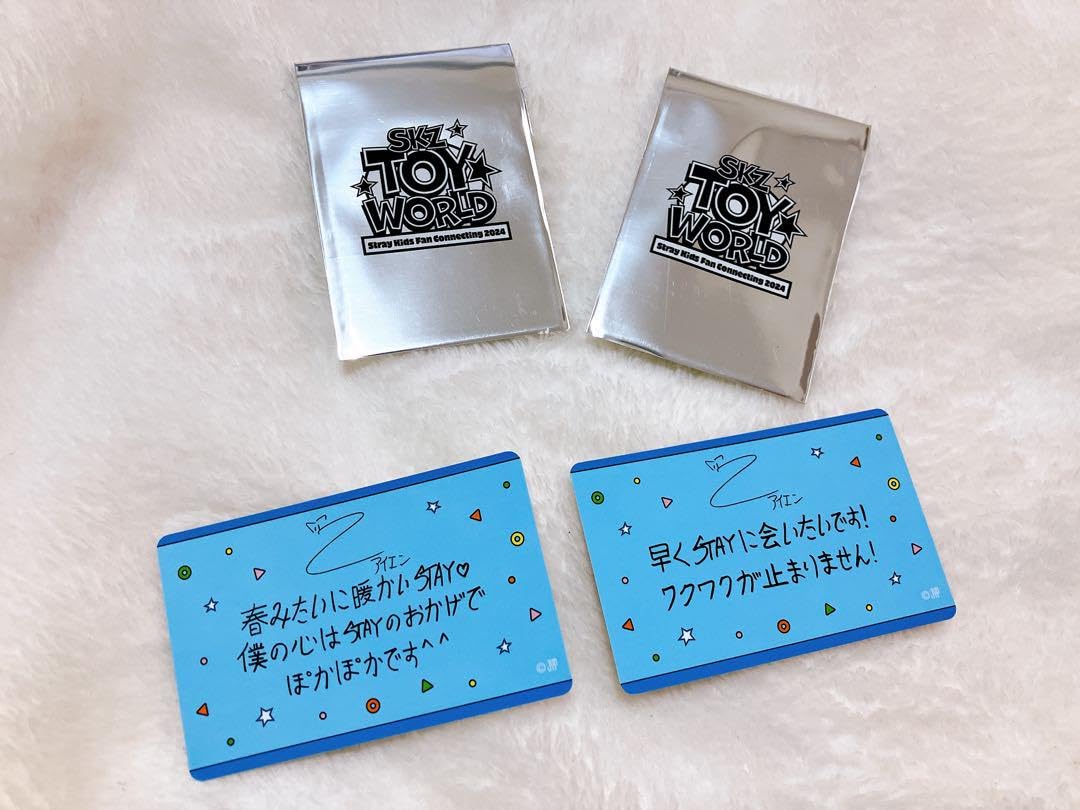 SKZ
TOY
WORLD
Stray Kids Fan Connecting 2024
SKZ
TOY
WORLD
Stray Kids Fan Connecting 2024
アイエン
春みたいに暖かいSTAY♡
僕の心はSTAYのおかげで
ぽかぽかです^^
©JYP
アイエン
早くSTAYに会いたいです!
ワクワクが止まりません!
©JYP